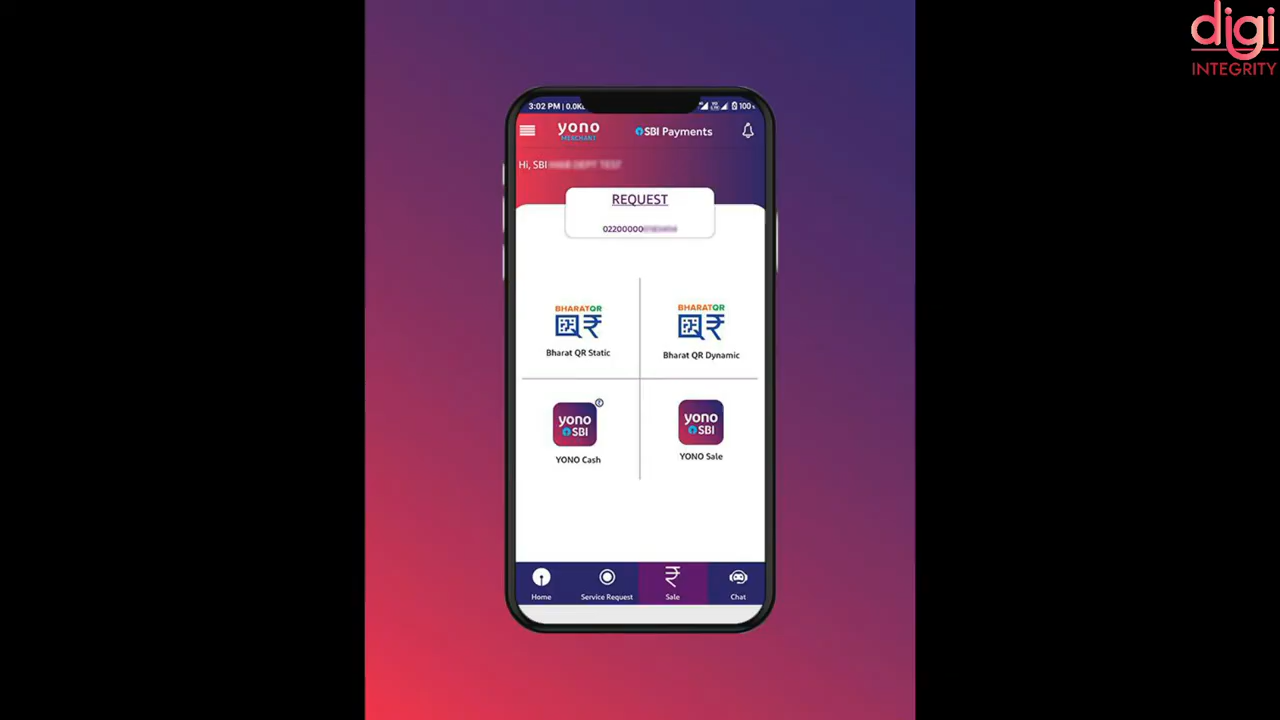 digi
INTEGRITY
3:02 PM | 0.0K
100
yono
MERCHANT
SBI Payments
Hi, SBI
REQUEST
02200000
BHARATQR
Bharat QR Static
BHARATQR
Bharat QR Dynamic
yono
SBI
YONO Cash
yono
SBI
YONO Sale
Home
Service Request
Sale
Chat